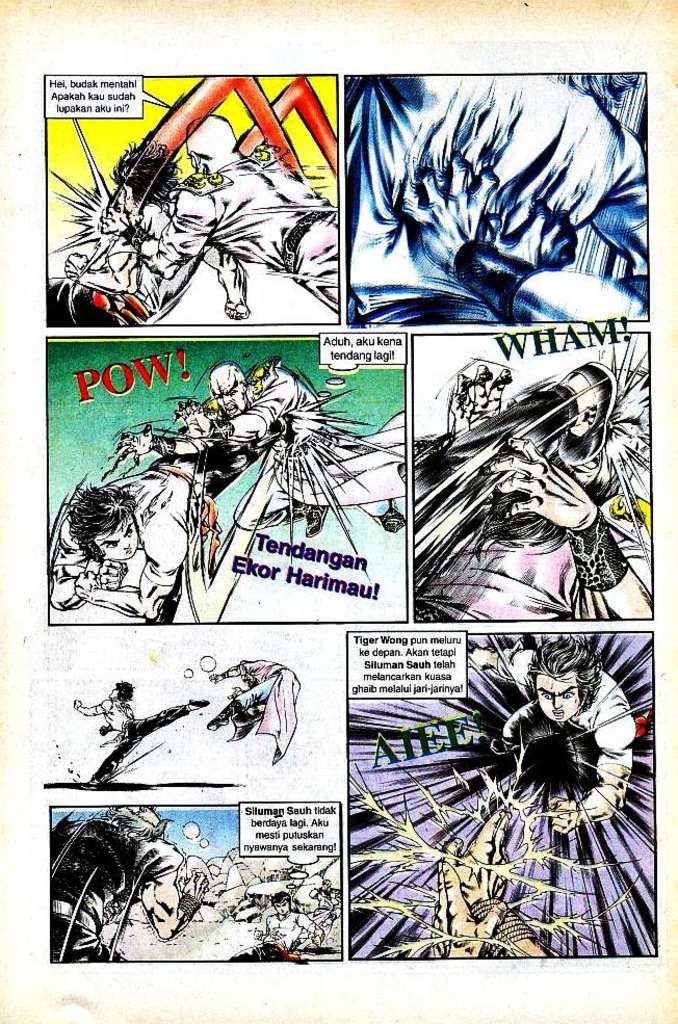 Hei, budak mentah!
Apakah kau sudah
lupakan aku ini?
POW!
Aduh, aku kena
tendang lagi!
Tendangan
Ekor Harimau!
WHAM!
Tiger Wong pun meluru
ke depan. Akan tetapi
Siluman Sauh telah
melancarkan kuasa
ghaib melalui jari-jarinya!
AIEE!
Siluman Sauh tidak
berdaya lagi. Aku
mesti putuskan
nyawanya sekarang!